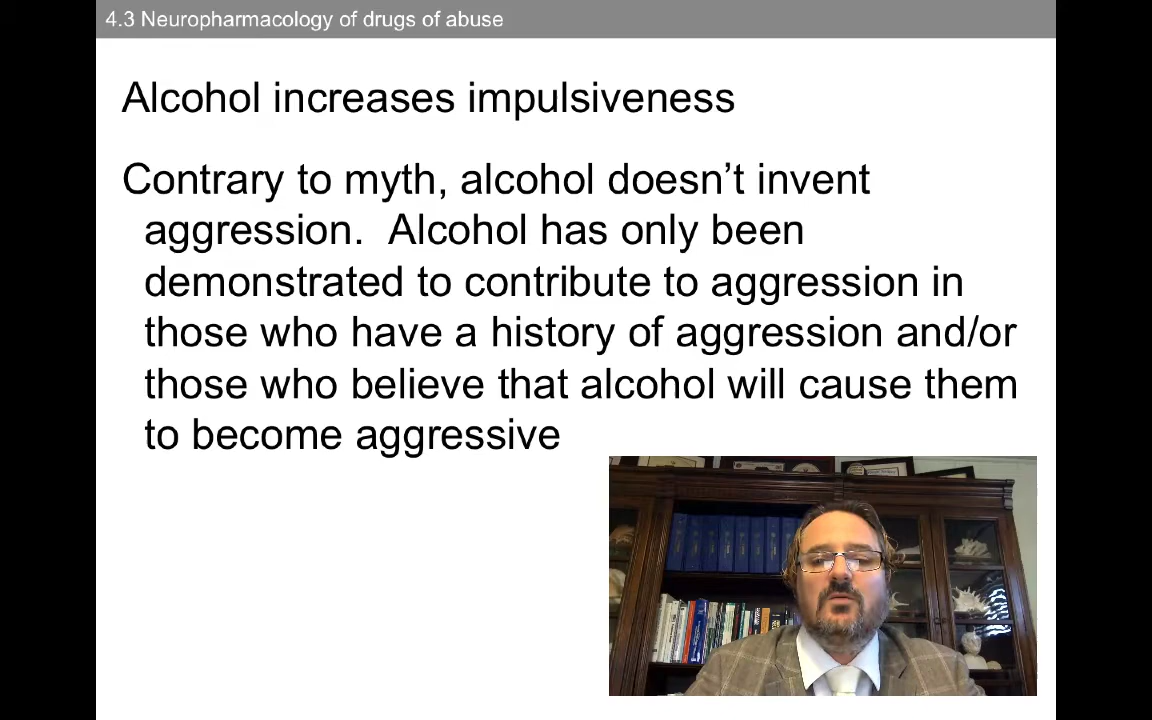 4.3 Neuropharmacology of drugs of abuse
Alcohol increases impulsiveness
Contrary to myth, alcohol doesn’t invent
aggression.  Alcohol has only been
demonstrated to contribute to aggression in
those who have a history of aggression and/or
those who believe that alcohol will cause them
to become aggressive